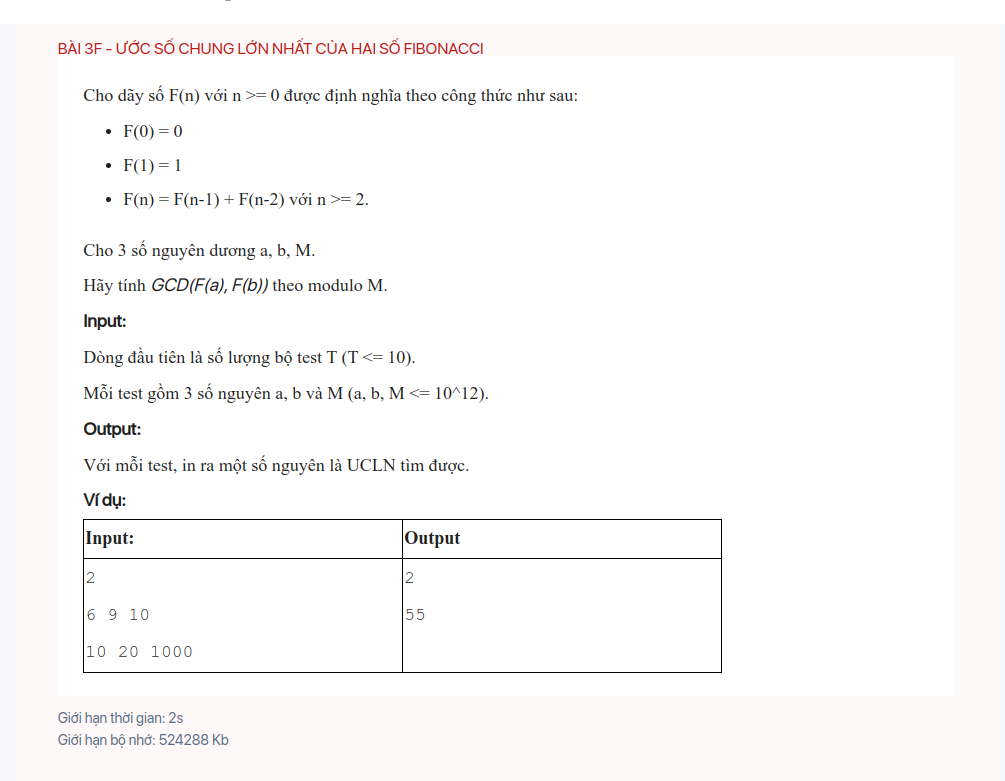 BÀI 3F - ƯỚC SỐ CHUNG LỚN NHẤT CỦA HAI SỐ FIBONACCI
Cho dãy số F(n) với n >= 0 được định nghĩa theo công thức như sau:
• F(0) = 0
• F(1) = 1
• F(n) = F(n-1) + F(n-2) với n >= 2.
Cho 3 số nguyên dương a, b, M.
Hãy tính GCD(F(a), F(b)) theo modulo M.
Input:
Dòng đầu tiên là số lượng bộ test T (T <= 10).
Mỗi test gồm 3 số nguyên a, b và M (a, b, M <= 10^12).
Output:
Với mỗi test, in ra một số nguyên là UCLN tìm được.
Ví dụ:
Input: Output
2 2
6 9 10 55
10 20 1000
Giới hạn thời gian: 2s
Giới hạn bộ nhớ: 524288 Kb